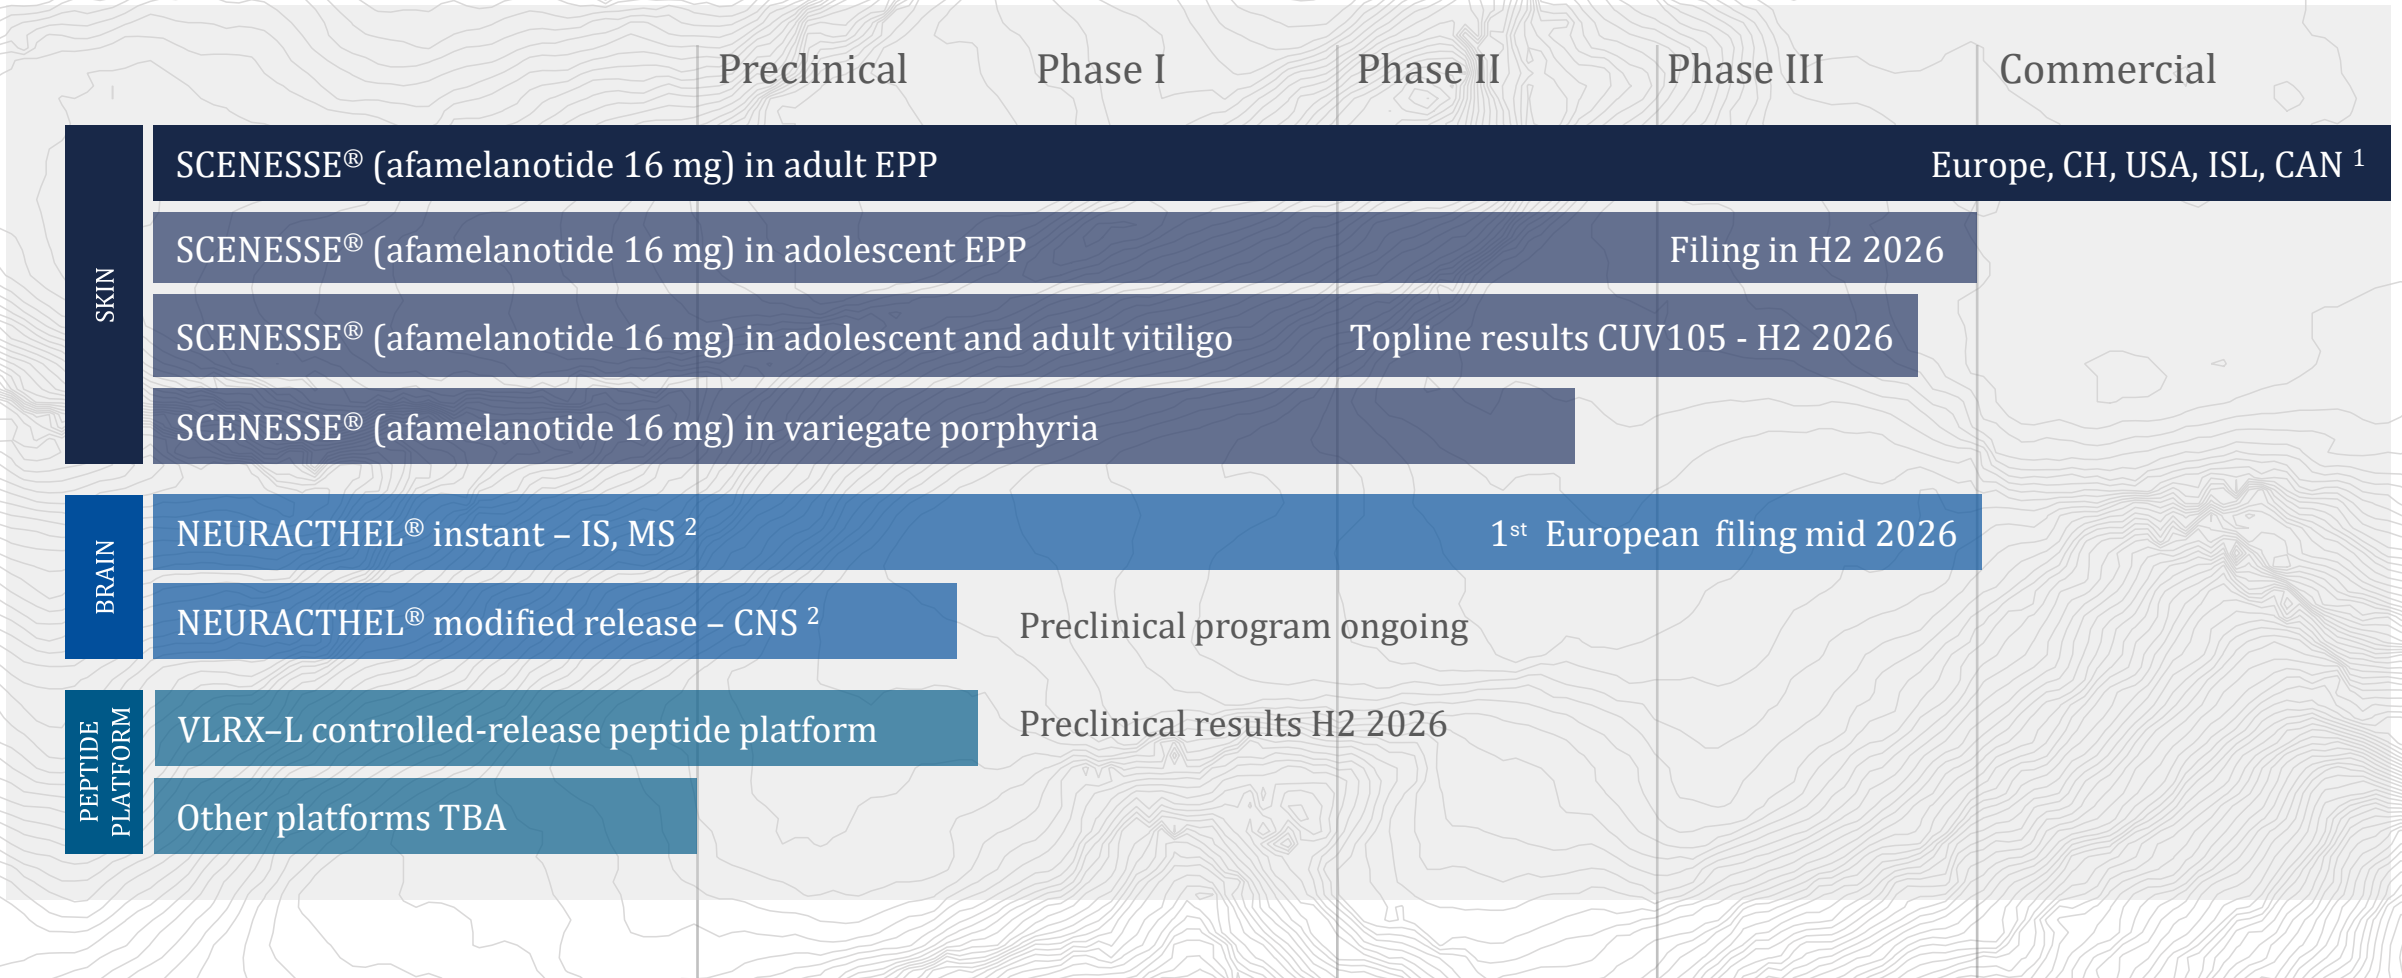 Preclinical Phase I Phase II Phase III Commercial
SKIN
SCENESSE® (afamelanotide 16 mg) in adult EPP Europe, CH, USA, ISL, CAN ¹
SCENESSE® (afamelanotide 16 mg) in adolescent EPP Filing in H2 2026
SCENESSE® (afamelanotide 16 mg) in adolescent and adult vitiligo Topline results CUV105 - H2 2026
SCENESSE® (afamelanotide 16 mg) in variegate porphyria
BRAIN
NEURACTHEL® instant – IS, MS ² 1st European filing mid 2026
NEURACTHEL® modified release – CNS ² Preclinical program ongoing
PEPTIDE
PLATFORM
VLRX–L controlled-release peptide platform Preclinical results H2 2026
Other platforms TBA